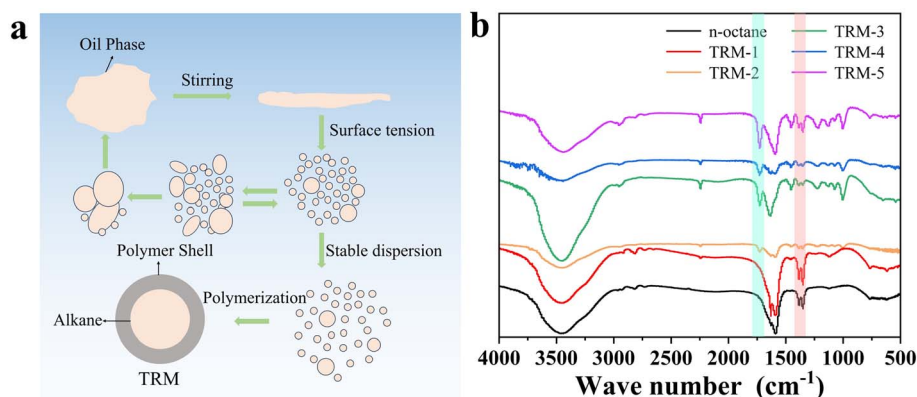 a
Oil Phase
Stirring
Surface tension
Stable dispersion
Polymer Shell
Polymerization
Alkane
TRM
b
n-octane
TRM-1
TRM-2
TRM-3
TRM-4
TRM-5
4000 3500 3000 2500 2000 1500 1000 500
Wave number (cm⁻¹)